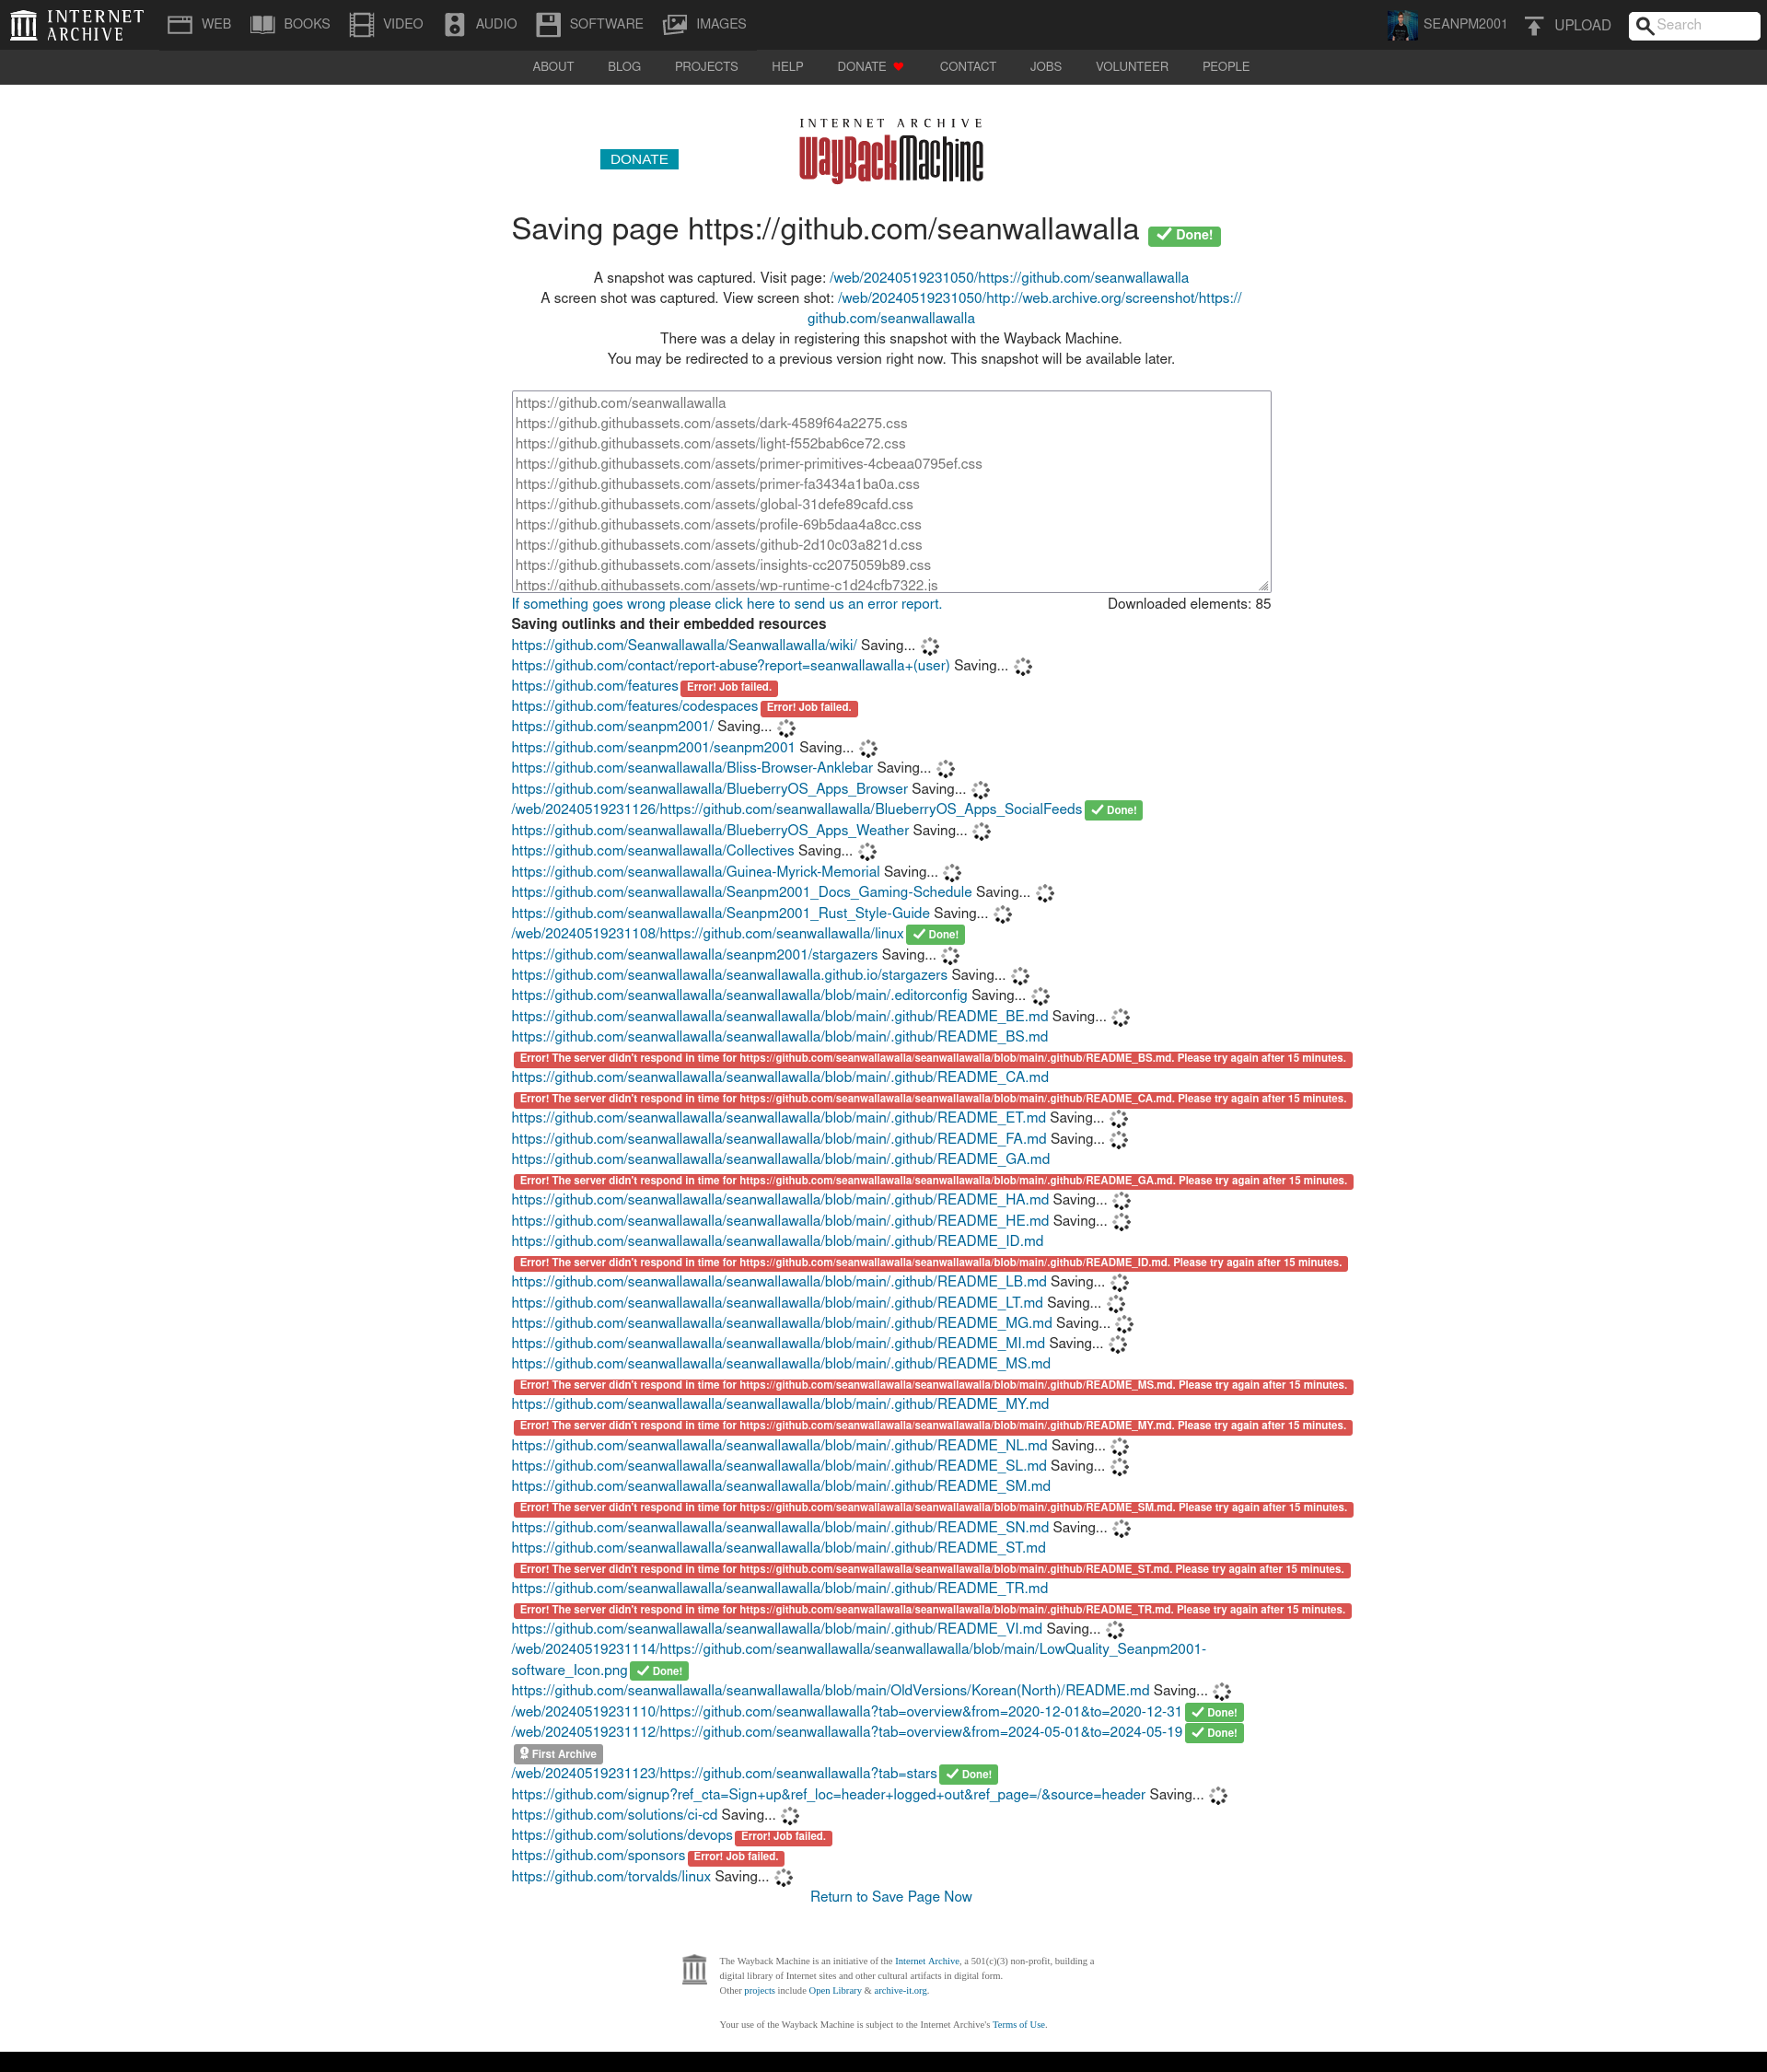 INTERNET ARCHIVE WEB BOOKS VIDEO AUDIO SOFTWARE IMAGES SEANPM2001 UPLOAD Search
ABOUT BLOG PROJECTS HELP DONATE CONTACT JOBS VOLUNTEER PEOPLE
INTERNET ARCHIVE
DONATE WayBackMachine
Saving page https://github.com/seanwallawalla Done!
A snapshot was captured. Visit page: /web/20240519231050/https://github.com/seanwallawalla
A screen shot was captured. View screen shot: /web/20240519231050/http://web.archive.org/screenshot/https://
github.com/seanwallawalla
There was a delay in registering this snapshot with the Wayback Machine.
You may be redirected to a previous version right now. This snapshot will be available later.
https://github.com/seanwallawalla
https://github.githubassets.com/assets/dark-4589f64a2275.css
https://github.githubassets.com/assets/light-f552bab6ce72.css
https://github.githubassets.com/assets/primer-primitives-4cbeaa0795ef.css
https://github.githubassets.com/assets/primer-fa3434a1ba0a.css
https://github.githubassets.com/assets/global-31defe89cafd.css
https://github.githubassets.com/assets/profile-69b5daa4a8cc.css
https://github.githubassets.com/assets/github-2d10c03a821d.css
https://github.githubassets.com/assets/insights-cc2075059b89.css
https://github.githubassets.com/assets/wp-runtime-c1d24cfb7322.js
If something goes wrong please click here to send us an error report. Downloaded elements: 85
Saving outlinks and their embedded resources
https://github.com/Seanwallawalla/Seanwallawalla/wiki/ Saving...
https://github.com/contact/report-abuse?report=seanwallawalla+(user) Saving...
https://github.com/features Error! Job failed.
https://github.com/features/codespaces Error! Job failed.
https://github.com/seanpm2001/ Saving...
https://github.com/seanpm2001/seanpm2001 Saving...
https://github.com/seanwallawalla/Bliss-Browser-Anklebar Saving...
https://github.com/seanwallawalla/BlueberryOS_Apps_Browser Saving...
/web/20240519231126/https://github.com/seanwallawalla/BlueberryOS_Apps_SocialFeeds Done!
https://github.com/seanwallawalla/BlueberryOS_Apps_Weather Saving...
https://github.com/seanwallawalla/Collectives Saving...
https://github.com/seanwallawalla/Guinea-Myrick-Memorial Saving...
https://github.com/seanwallawalla/Seanpm2001_Docs_Gaming-Schedule Saving...
https://github.com/seanwallawalla/Seanpm2001_Rust_Style-Guide Saving...
/web/20240519231108/https://github.com/seanwallawalla/linux Done!
https://github.com/seanwallawalla/seanpm2001/stargazers Saving...
https://github.com/seanwallawalla/seanwallawalla.github.io/stargazers Saving...
https://github.com/seanwallawalla/seanwallawalla/blob/main/.editorconfig Saving...
https://github.com/seanwallawalla/seanwallawalla/blob/main/.github/README_BE.md Saving...
https://github.com/seanwallawalla/seanwallawalla/blob/main/.github/README_BS.md
Error! The server didn't respond in time for https://github.com/seanwallawalla/seanwallawalla/blob/main/.github/README_BS.md. Please try again after 15 minutes.
https://github.com/seanwallawalla/seanwallawalla/blob/main/.github/README_CA.md
Error! The server didn't respond in time for https://github.com/seanwallawalla/seanwallawalla/blob/main/.github/README_CA.md. Please try again after 15 minutes.
https://github.com/seanwallawalla/seanwallawalla/blob/main/.github/README_ET.md Saving...
https://github.com/seanwallawalla/seanwallawalla/blob/main/.github/README_FA.md Saving...
https://github.com/seanwallawalla/seanwallawalla/blob/main/.github/README_GA.md
Error! The server didn't respond in time for https://github.com/seanwallawalla/seanwallawalla/blob/main/.github/README_GA.md. Please try again after 15 minutes.
https://github.com/seanwallawalla/seanwallawalla/blob/main/.github/README_HA.md Saving...
https://github.com/seanwallawalla/seanwallawalla/blob/main/.github/README_HE.md Saving...
https://github.com/seanwallawalla/seanwallawalla/blob/main/.github/README_ID.md
Error! The server didn't respond in time for https://github.com/seanwallawalla/seanwallawalla/blob/main/.github/README_ID.md. Please try again after 15 minutes.
https://github.com/seanwallawalla/seanwallawalla/blob/main/.github/README_LB.md Saving...
https://github.com/seanwallawalla/seanwallawalla/blob/main/.github/README_LT.md Saving...
https://github.com/seanwallawalla/seanwallawalla/blob/main/.github/README_MG.md Saving...
https://github.com/seanwallawalla/seanwallawalla/blob/main/.github/README_MI.md Saving...
https://github.com/seanwallawalla/seanwallawalla/blob/main/.github/README_MS.md
Error! The server didn't respond in time for https://github.com/seanwallawalla/seanwallawalla/blob/main/.github/README_MS.md. Please try again after 15 minutes.
https://github.com/seanwallawalla/seanwallawalla/blob/main/.github/README_MY.md
Error! The server didn't respond in time for https://github.com/seanwallawalla/seanwallawalla/blob/main/.github/README_MY.md. Please try again after 15 minutes.
https://github.com/seanwallawalla/seanwallawalla/blob/main/.github/README_NL.md Saving...
https://github.com/seanwallawalla/seanwallawalla/blob/main/.github/README_SL.md Saving...
https://github.com/seanwallawalla/seanwallawalla/blob/main/.github/README_SM.md
Error! The server didn't respond in time for https://github.com/seanwallawalla/seanwallawalla/blob/main/.github/README_SM.md. Please try again after 15 minutes.
https://github.com/seanwallawalla/seanwallawalla/blob/main/.github/README_SN.md Saving...
https://github.com/seanwallawalla/seanwallawalla/blob/main/.github/README_ST.md
Error! The server didn't respond in time for https://github.com/seanwallawalla/seanwallawalla/blob/main/.github/README_ST.md. Please try again after 15 minutes.
https://github.com/seanwallawalla/seanwallawalla/blob/main/.github/README_TR.md
Error! The server didn't respond in time for https://github.com/seanwallawalla/seanwallawalla/blob/main/.github/README_TR.md. Please try again after 15 minutes.
https://github.com/seanwallawalla/seanwallawalla/blob/main/.github/README_VI.md Saving...
/web/20240519231114/https://github.com/seanwallawalla/seanwallawalla/blob/main/LowQuality_Seanpm2001-
software_Icon.png Done!
https://github.com/seanwallawalla/seanwallawalla/blob/main/OldVersions/Korean(North)/README.md Saving...
/web/20240519231110/https://github.com/seanwallawalla?tab=overview&from=2020-12-01&to=2020-12-31 Done!
/web/20240519231112/https://github.com/seanwallawalla?tab=overview&from=2024-05-01&to=2024-05-19 Done!
First Archive
/web/20240519231123/https://github.com/seanwallawalla?tab=stars Done!
https://github.com/signup?ref_cta=Sign+up&ref_loc=header+logged+out&ref_page=/&source=header Saving...
https://github.com/solutions/ci-cd Saving...
https://github.com/solutions/devops Error! Job failed.
https://github.com/sponsors Error! Job failed.
https://github.com/torvalds/linux Saving...
Return to Save Page Now
The Wayback Machine is an initiative of the Internet Archive, a 501(c)(3) non-profit, building a
digital library of Internet sites and other cultural artifacts in digital form.
Other projects include Open Library & archive-it.org.
Your use of the Wayback Machine is subject to the Internet Archive's Terms of Use.